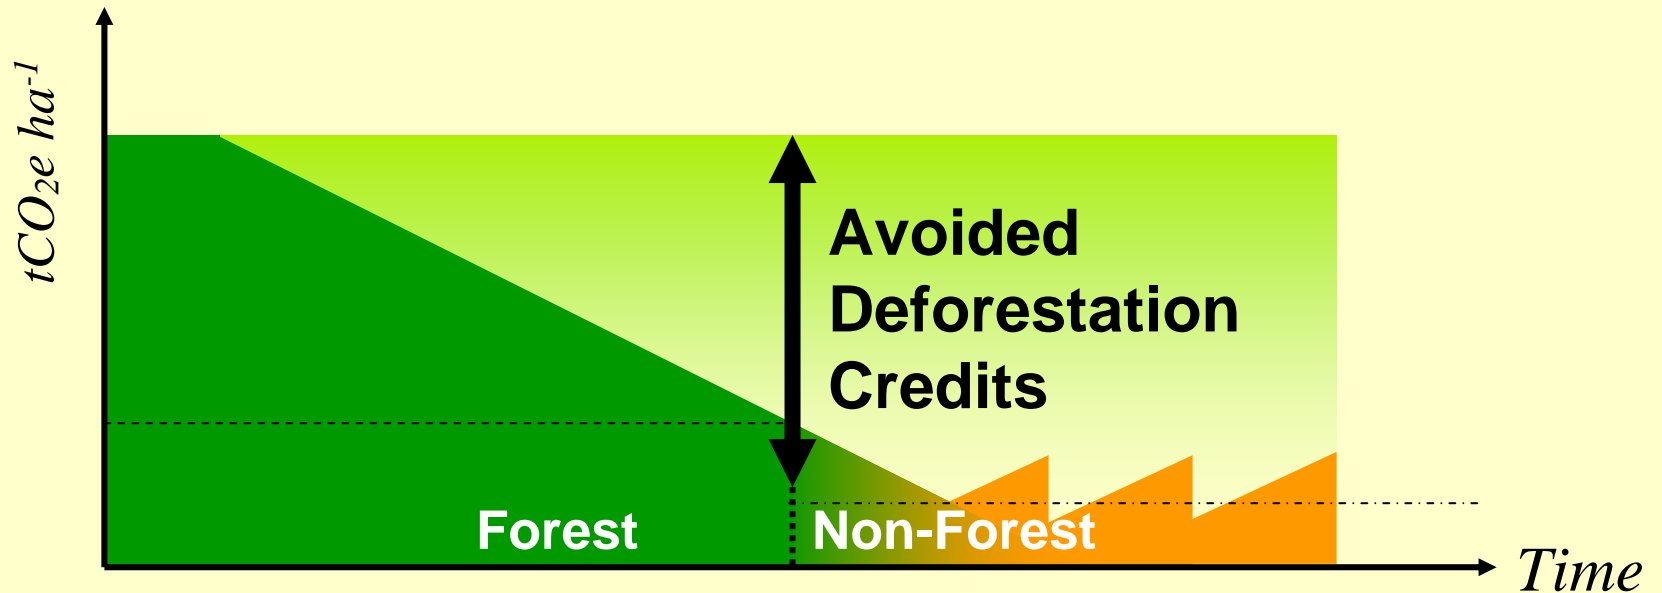 tCO₂e ha⁻¹
Avoided
Deforestation
Credits
Forest
Non-Forest
Time